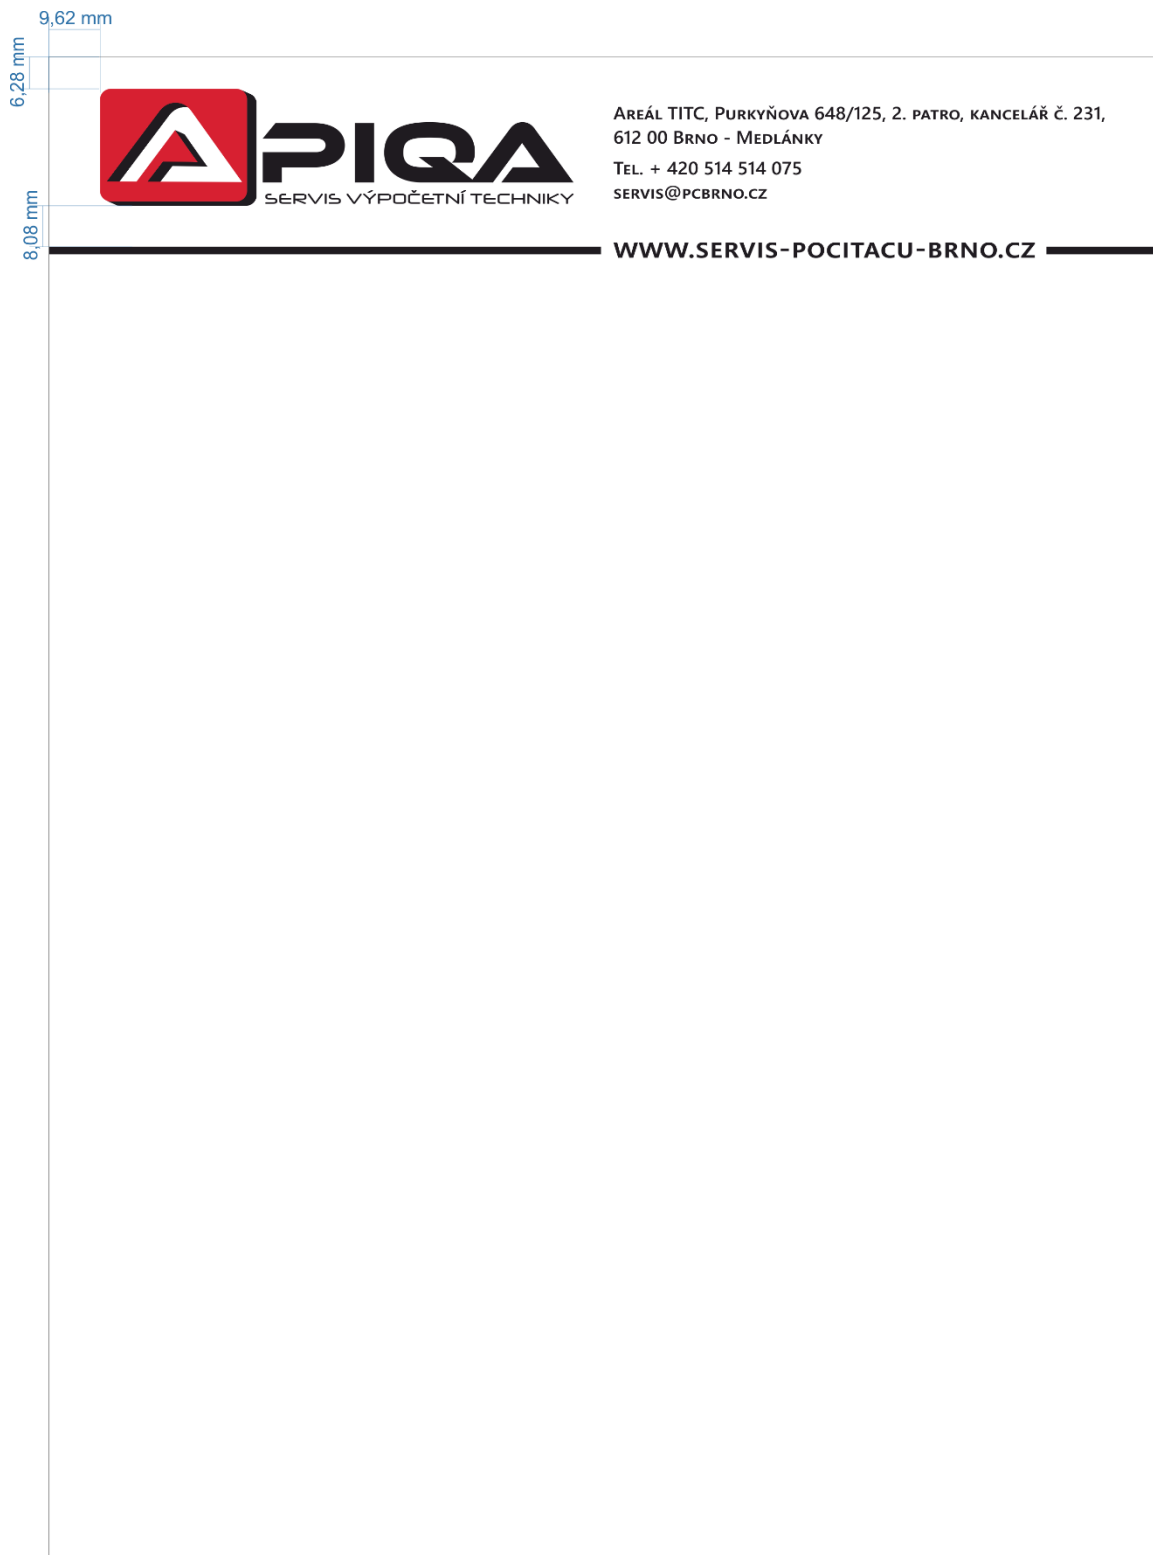 9,62 mm
6,28 mm
APIQA
SERVIS VÝPOČETNÍ TECHNIKY
Areál TITC, Purkyňova 648/125, 2. patro, kancelář č. 231,
612 00 Brno - Medlánky
Tel. + 420 514 514 075
servis@pcbrno.cz
8,08 mm
WWW.SERVIS-POCITACU-BRNO.CZ